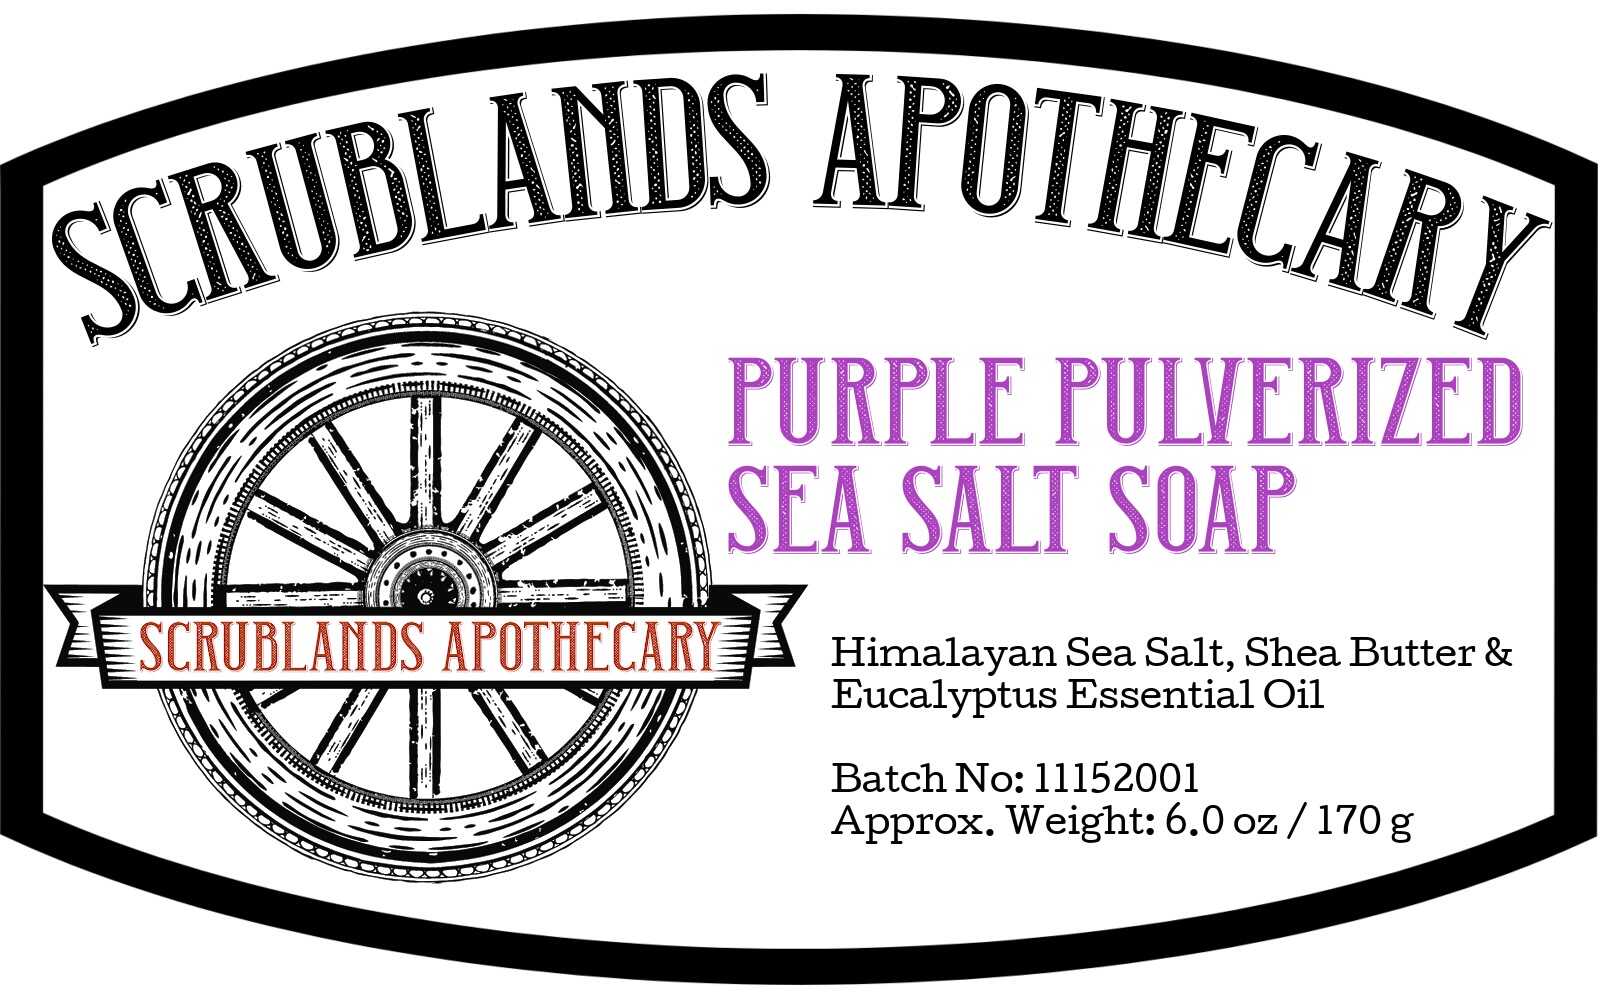 SCRUBLANDS APOTHECARY
PURPLE PULVERIZED
SEA SALT SOAP
SCRUBLANDS APOTHECARY
Himalayan Sea Salt, Shea Butter &
Eucalyptus Essential Oil
Batch No: 11152001
Approx. Weight: 6.0 oz / 170 g